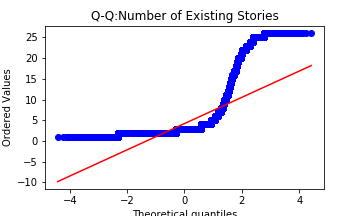 Q-Q:Number of Existing Stories
Ordered Values
25
20
15
10
5
0
−5
−10
−4 −2 0 2 4
Theoretical quantiles